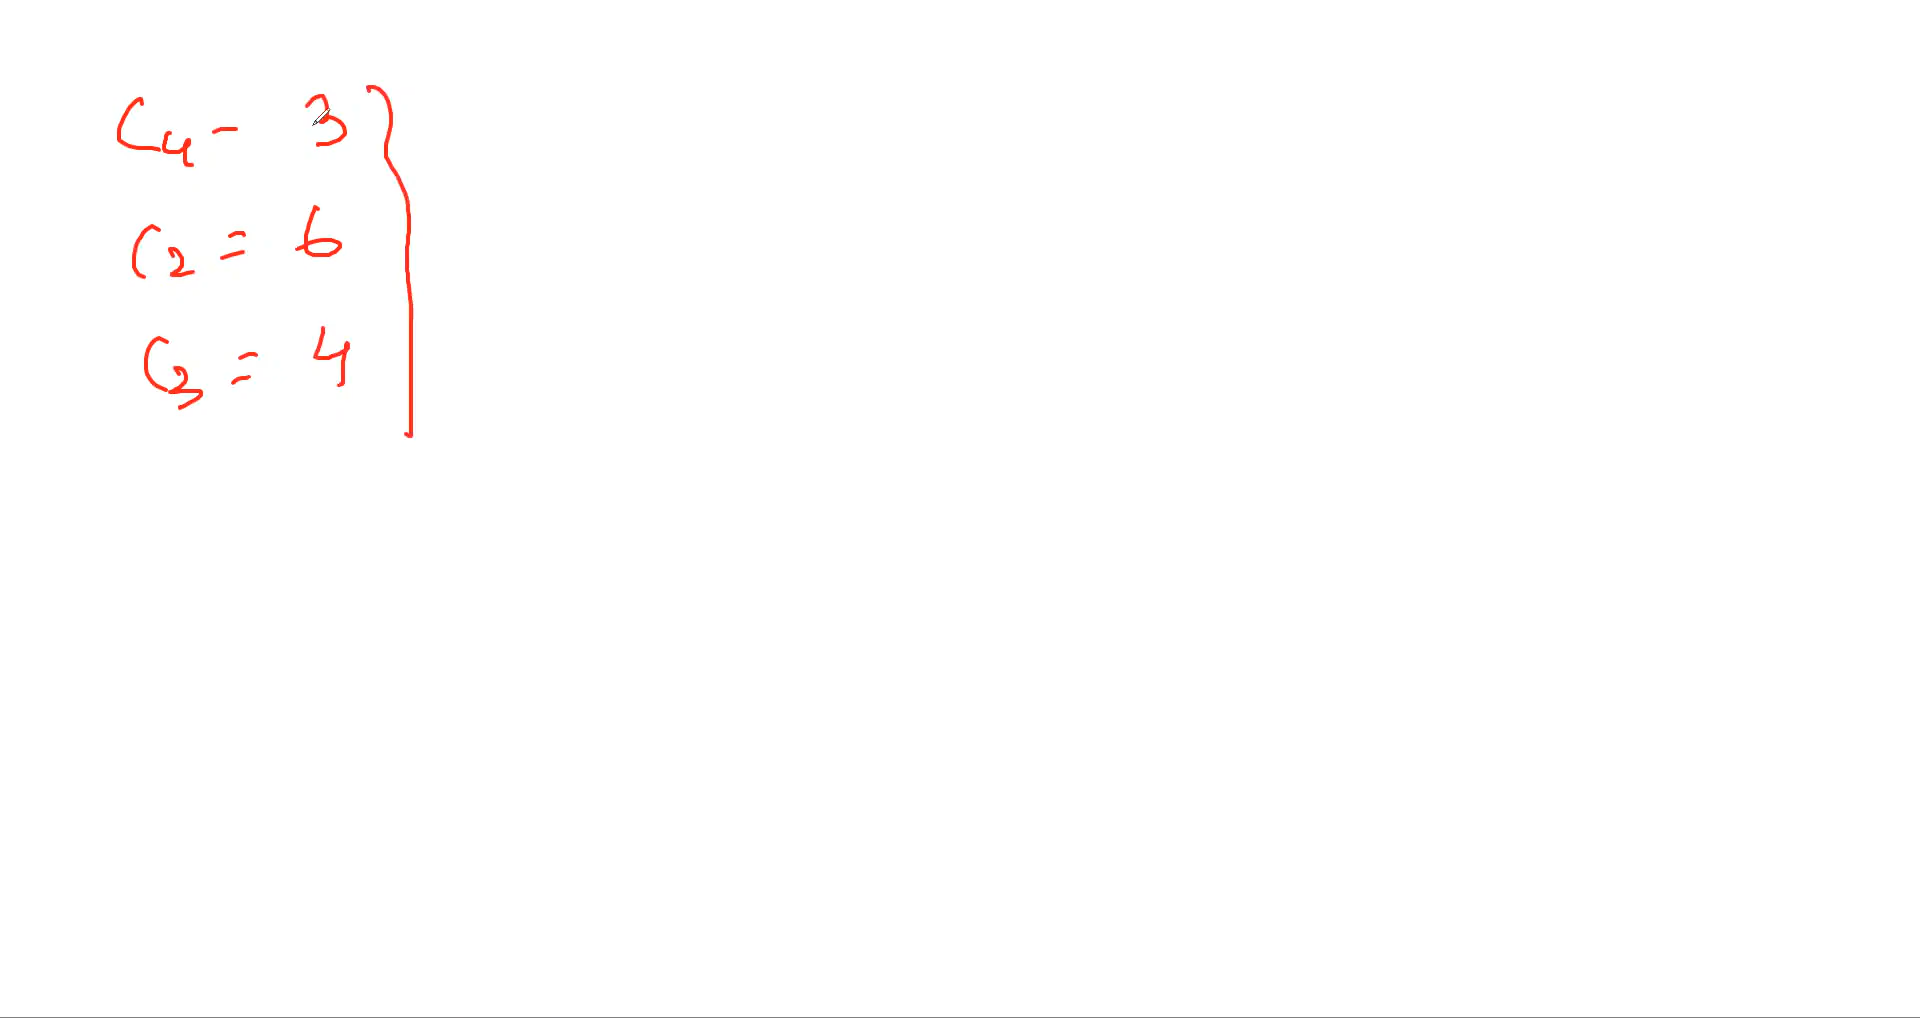 C₄ - 3
C₂ = 6
C₃ = 4